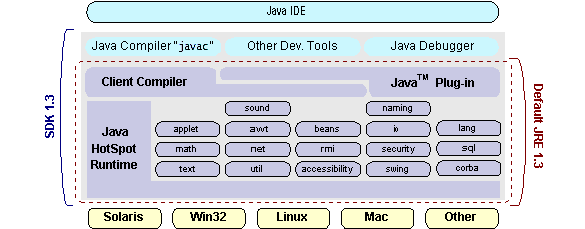 Java IDE
Java Compiler "javac" Other Dev. Tools Java Debugger
Client Compiler Java™ Plug-in
sound naming
applet awt beans io lang
math net rmi security sql
text util accessibility swing corba
Java
HotSpot
Runtime
SDK 1.3
Default JRE 1.3
Solaris Win32 Linux Mac Other